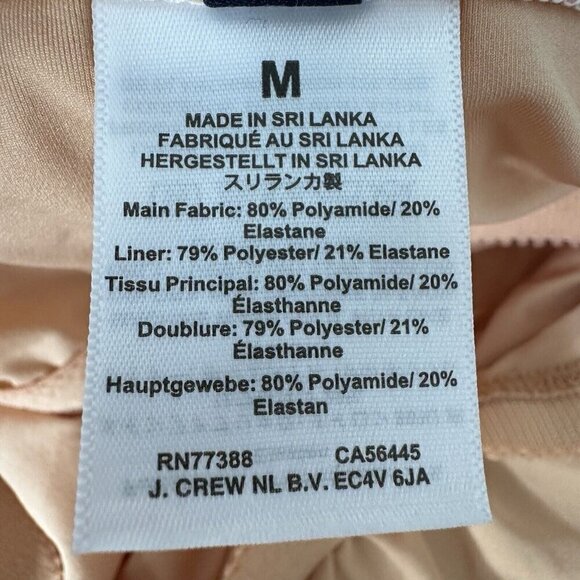 M
MADE IN SRI LANKA
FABRIQUÉ AU SRI LANKA
HERGESTELLT IN SRI LANKA
スリランカ製
Main Fabric: 80% Polyamide/ 20%
Elastane
Liner: 79% Polyester/ 21% Elastane
Tissu Principal: 80% Polyamide/ 20%
Élasthanne
Doublure: 79% Polyester/ 21%
Élasthanne
Hauptgewebe: 80% Polyamide/ 20%
Elastan
RN77388 CA56445
J. CREW NL B.V. EC4V 6JA